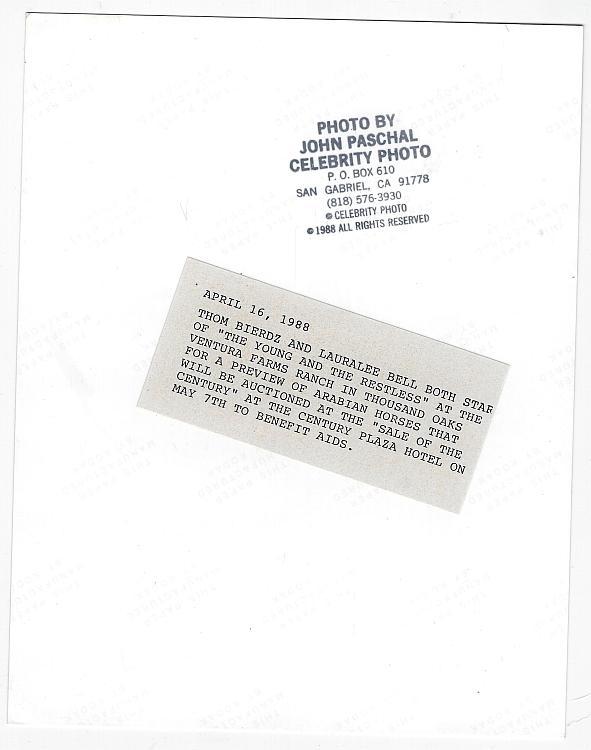 PHOTO BY
JOHN PASCHAL
CELEBRITY PHOTO
P. O. BOX 610
SAN GABRIEL, CA 91778
(818) 576-3930
© CELEBRITY PHOTO
© 1988 ALL RIGHTS RESERVED
APRIL 16, 1988
THOM BIERDZ AND LAURALEE BELL BOTH STAR
OF "THE YOUNG AND THE RESTLESS" AT THE
VENTURA FARMS RANCH IN THOUSAND OAKS
FOR A PREVIEW OF ARABIAN HORSES THAT
WILL BE AUCTIONED AT THE "SALE OF THE
CENTURY" AT THE CENTURY PLAZA HOTEL ON
MAY 7TH TO BENEFIT AIDS.